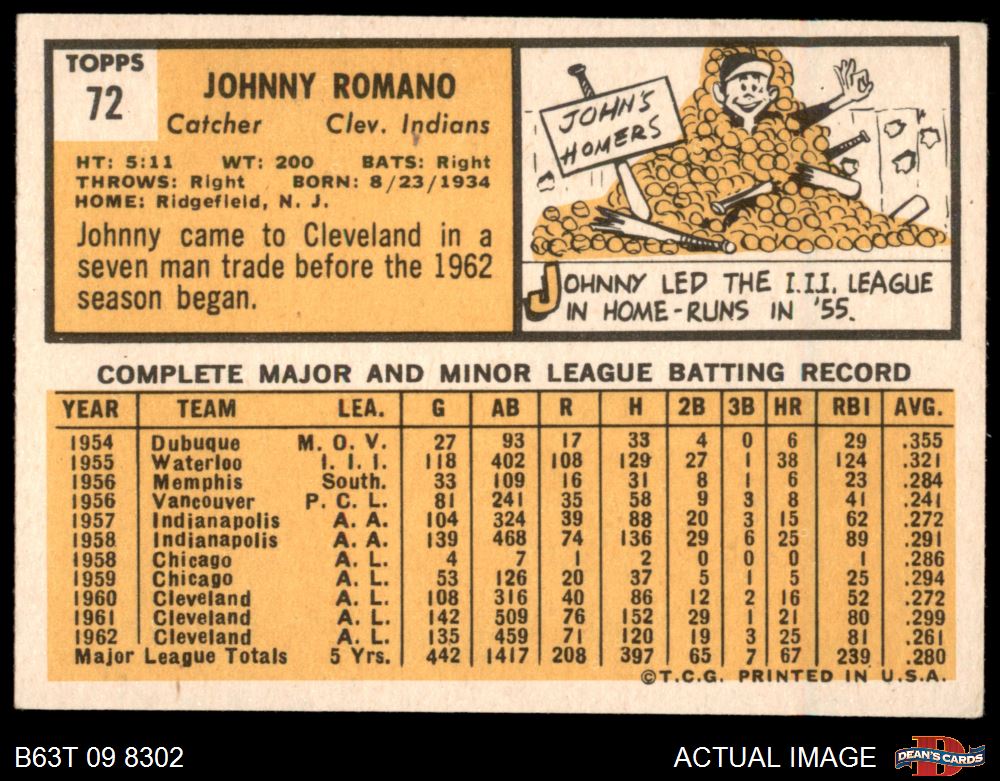 TOPPS
72
JOHNNY ROMANO
Catcher Clev. Indians
HT: 5:11 WT: 200 BATS: Right
THROWS: Right BORN: 8/23/1934
HOME: Ridgefield, N. J.
Johnny came to Cleveland in a
seven man trade before the 1962
season began.
JOHN'S
HOMERS
JOHNNY LED THE I.I.I. LEAGUE
IN HOME-RUNS IN '55.
COMPLETE MAJOR AND MINOR LEAGUE BATTING RECORD
YEAR TEAM LEA. G AB R H 2B 3B HR RBI AVG.
1954 Dubuque M. O. V. 27 93 17 33 4 0 6 29 .355
1955 Waterloo I. I. I. 118 402 108 129 27 1 38 124 .321
1956 Memphis South. 33 109 16 31 8 1 6 23 .284
1956 Vancouver P. C. L. 81 241 35 58 9 3 8 41 .241
1957 Indianapolis A. A. 104 324 39 88 20 3 15 62 .272
1958 Indianapolis A. A. 139 468 74 136 29 6 25 89 .291
1958 Chicago A. L. 4 7 1 2 0 0 0 1 .286
1959 Chicago A. L. 53 126 20 37 5 1 5 25 .294
1960 Cleveland A. L. 108 316 40 86 12 2 16 52 .272
1961 Cleveland A. L. 142 509 76 152 29 1 21 80 .299
1962 Cleveland A. L. 135 459 71 120 19 3 25 81 .261
Major League Totals 5 Yrs. 442 1417 208 397 65 7 67 239 .280
©T.C.G. PRINTED IN U.S.A.
B63T 09 8302 ACTUAL IMAGE DEAN'S CARDS